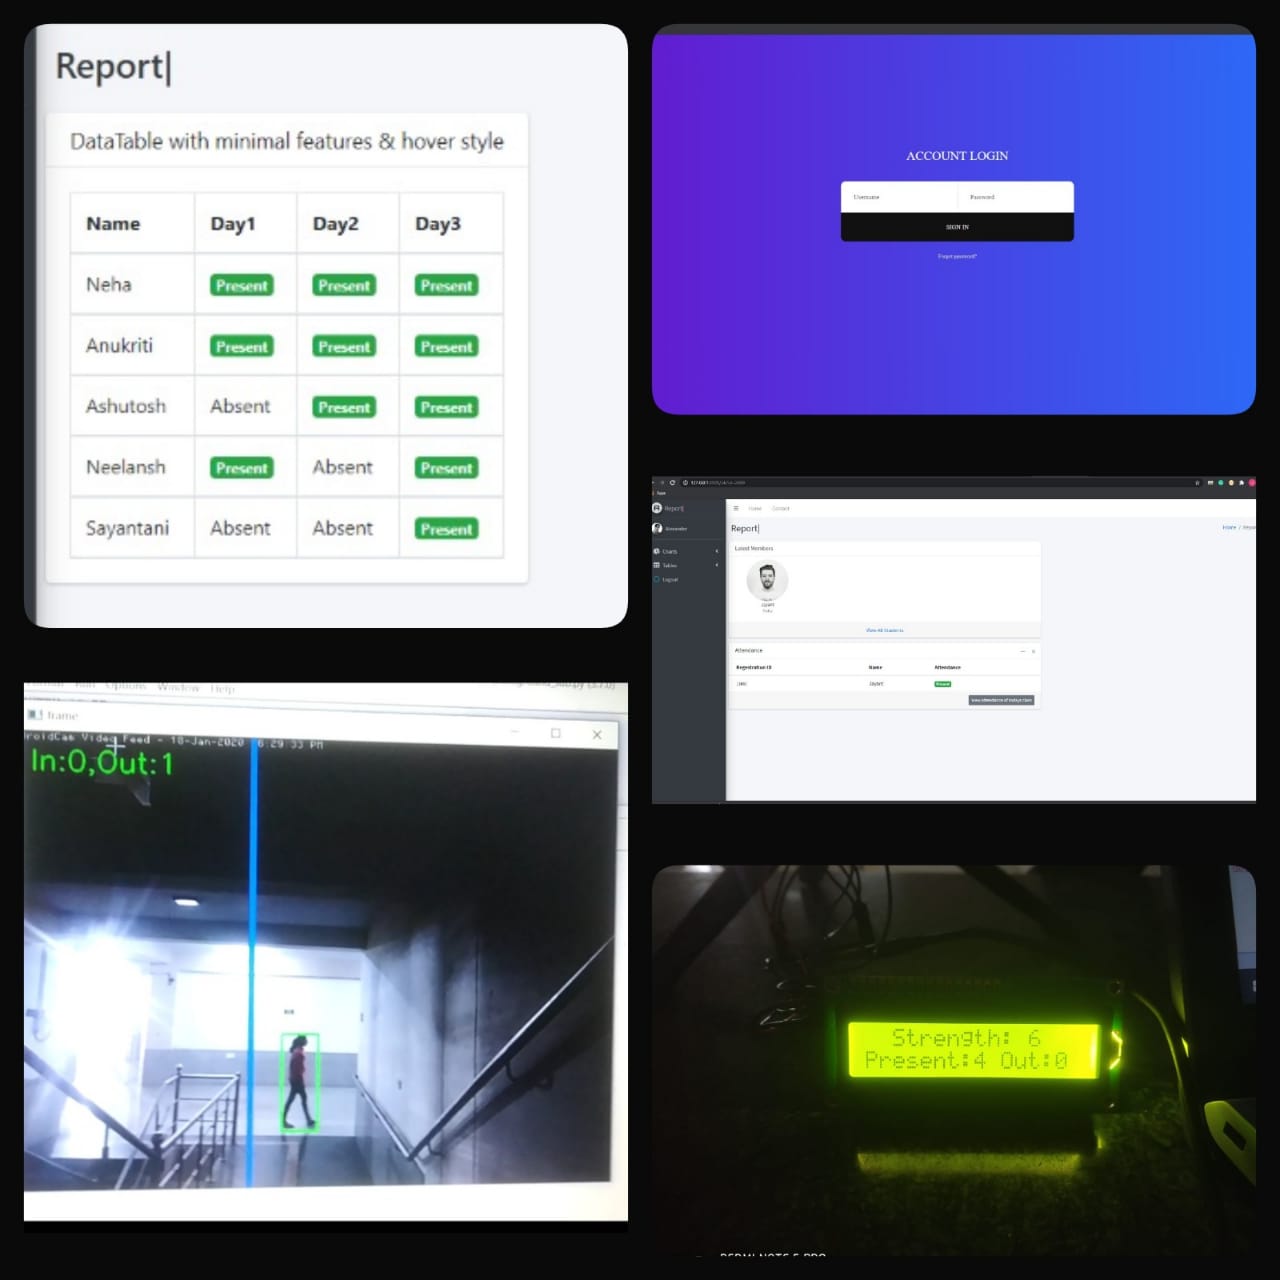 Report|
DataTable with minimal features & hover style
Name Day1 Day2 Day3
Neha Present Present Present
Anukriti Present Present Present
Ashutosh Absent Present Present
Neelansh Present Absent Present
Sayantani Absent Absent Present
ACCOUNT LOGIN
Username Password
SIGN IN
Forgot password?
Report|
Home Contact
Alexander
Report|
Home /
Charts
Tables
Logout
Latest Members
View All Students
Attendance
Registration ID Name Attendance
Present
View Attendance of Today's Class
Run Options Window Help
frame
Video Feed - 18-Jan-2020 6:29:33 PM
In:0,Out:1
Strength: 6
Present:4 Out:0